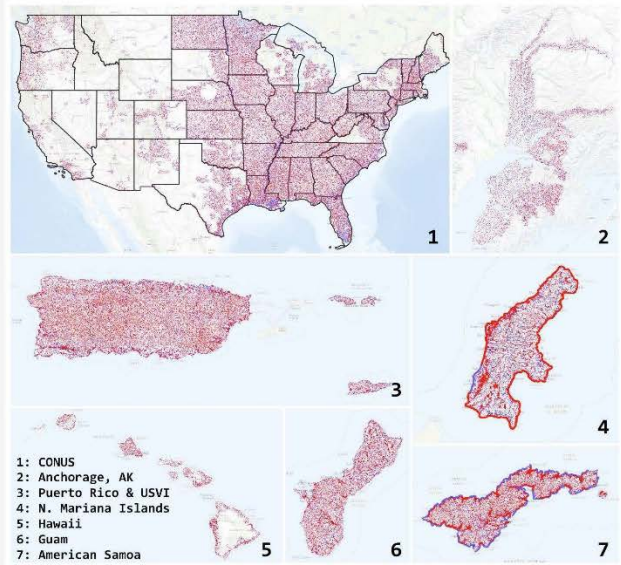 1
2
3
4
1: CONUS
2: Anchorage, AK
3: Puerto Rico & USVI
4: N. Mariana Islands
5: Hawaii
6: Guam
7: American Samoa
5
6
7